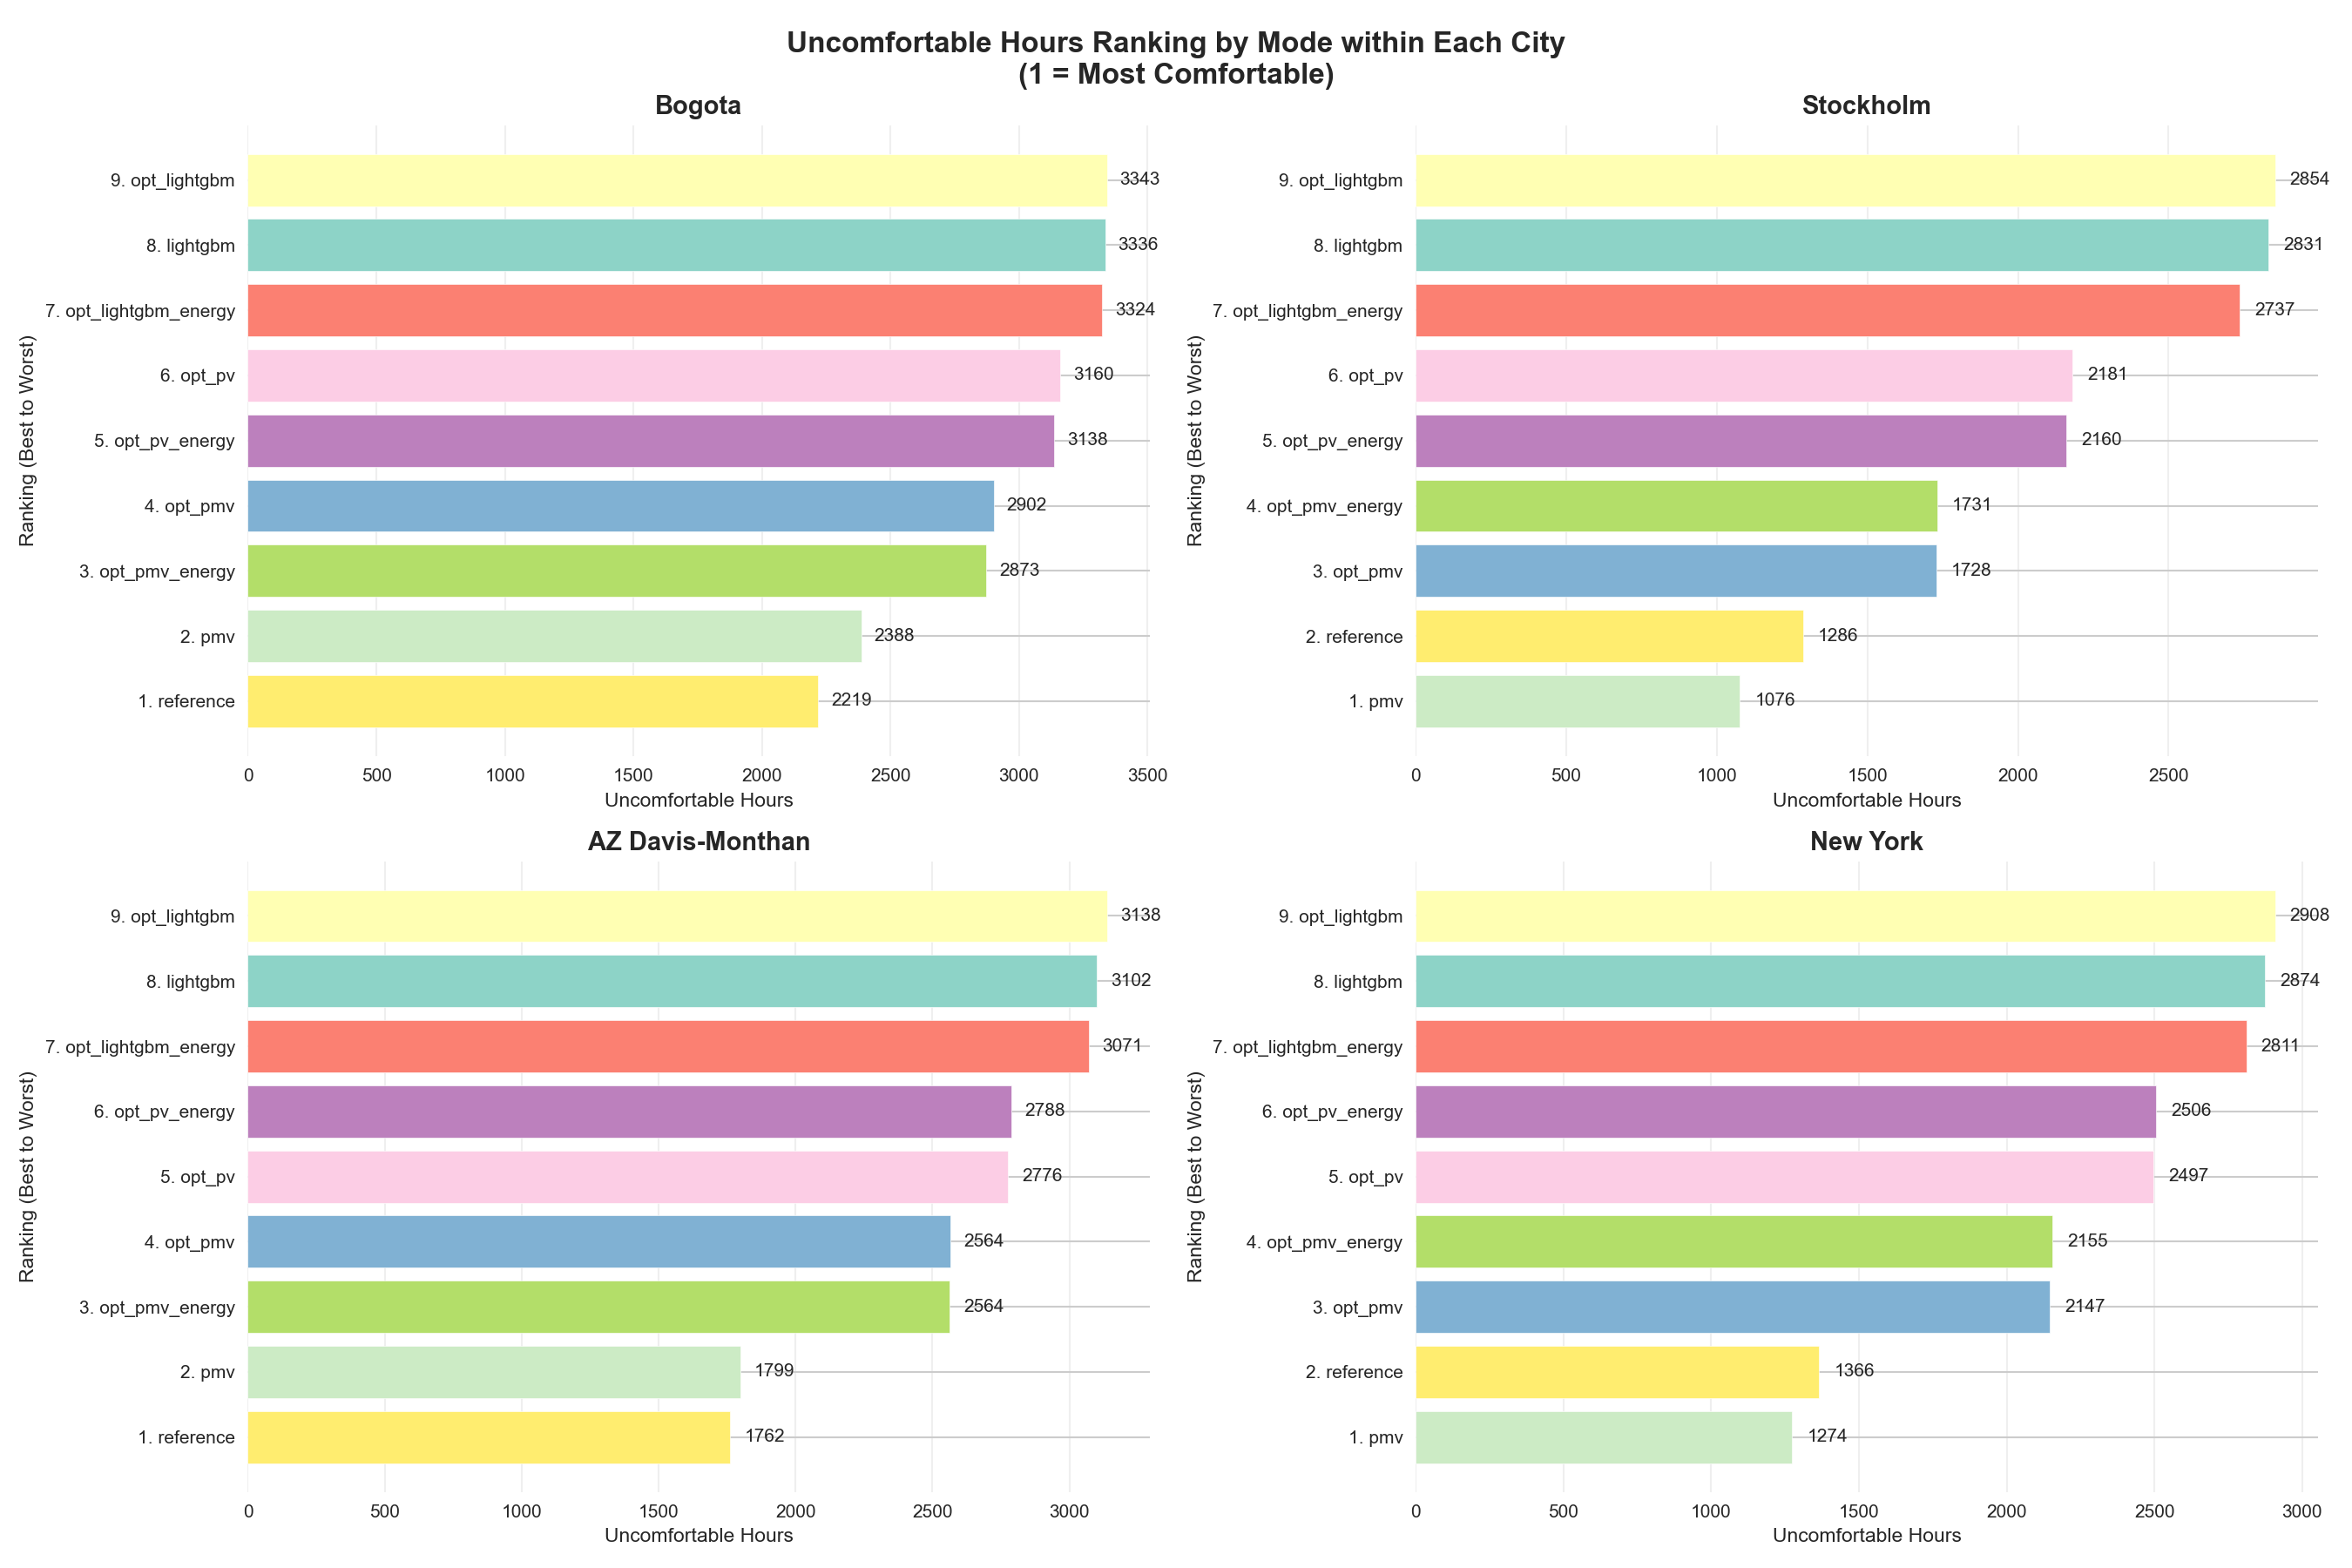 Uncomfortable Hours Ranking by Mode within Each City
(1 = Most Comfortable)
Bogota
Ranking (Best to Worst)
9. opt_lightgbm 3343
8. lightgbm 3336
7. opt_lightgbm_energy 3324
6. opt_pv 3160
5. opt_pv_energy 3138
4. opt_pmv 2902
3. opt_pmv_energy 2873
2. pmv 2388
1. reference 2219
0 500 1000 1500 2000 2500 3000 3500
Uncomfortable Hours
Stockholm
Ranking (Best to Worst)
9. opt_lightgbm 2854
8. lightgbm 2831
7. opt_lightgbm_energy 2737
6. opt_pv 2181
5. opt_pv_energy 2160
4. opt_pmv_energy 1731
3. opt_pmv 1728
2. reference 1286
1. pmv 1076
0 500 1000 1500 2000 2500
Uncomfortable Hours
AZ Davis-Monthan
Ranking (Best to Worst)
9. opt_lightgbm 3138
8. lightgbm 3102
7. opt_lightgbm_energy 3071
6. opt_pv_energy 2788
5. opt_pv 2776
4. opt_pmv 2564
3. opt_pmv_energy 2564
2. pmv 1799
1. reference 1762
0 500 1000 1500 2000 2500 3000
Uncomfortable Hours
New York
Ranking (Best to Worst)
9. opt_lightgbm 2908
8. lightgbm 2874
7. opt_lightgbm_energy 2811
6. opt_pv_energy 2506
5. opt_pv 2497
4. opt_pmv_energy 2155
3. opt_pmv 2147
2. reference 1366
1. pmv 1274
0 500 1000 1500 2000 2500 3000
Uncomfortable Hours